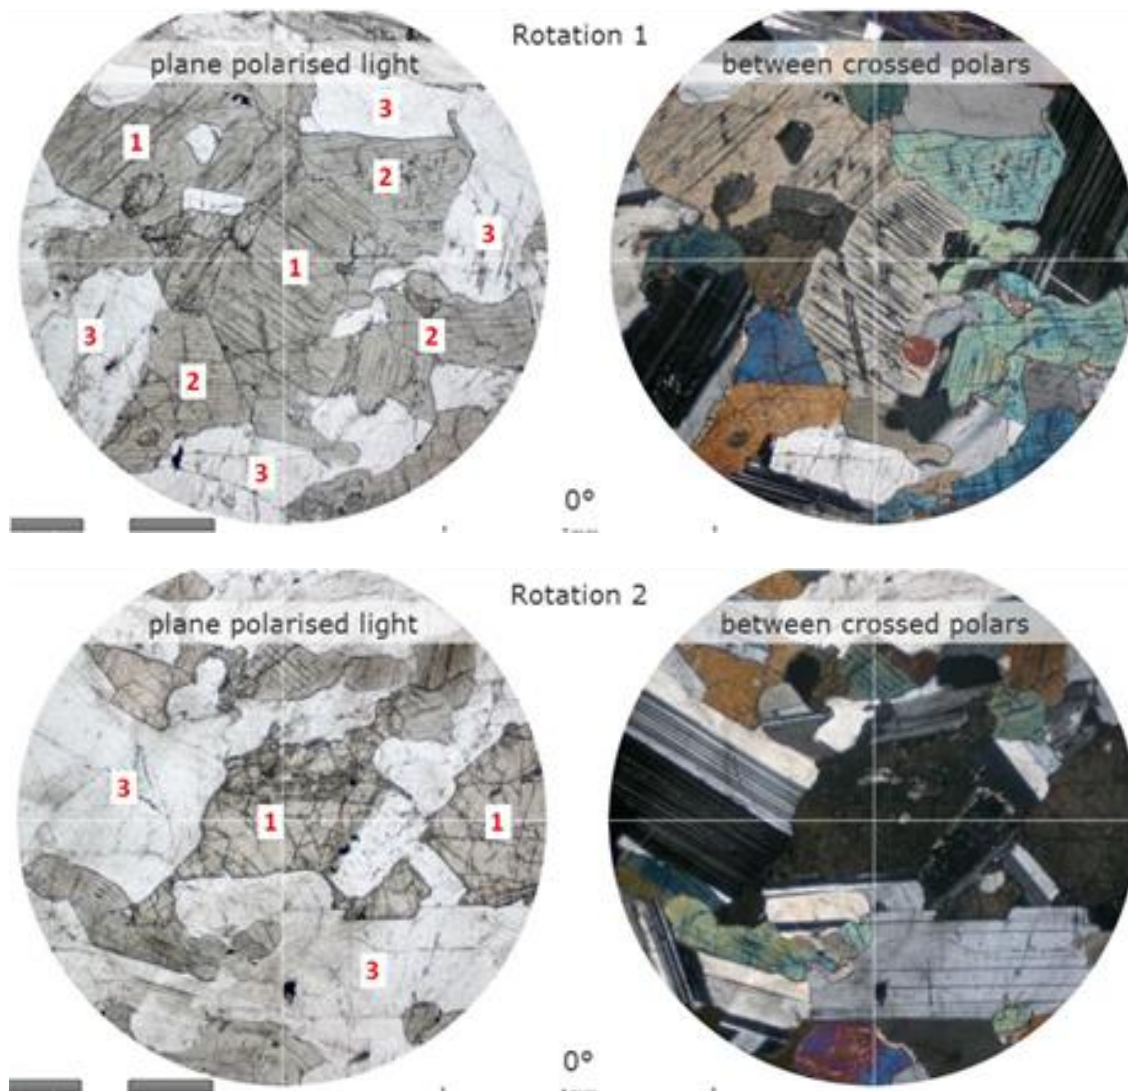 Rotation 1
plane polarised light
between crossed polars
3
1
2
3
1
3
2
2
3
0°
Rotation 2
plane polarised light
between crossed polars
3
1
1
3
0°